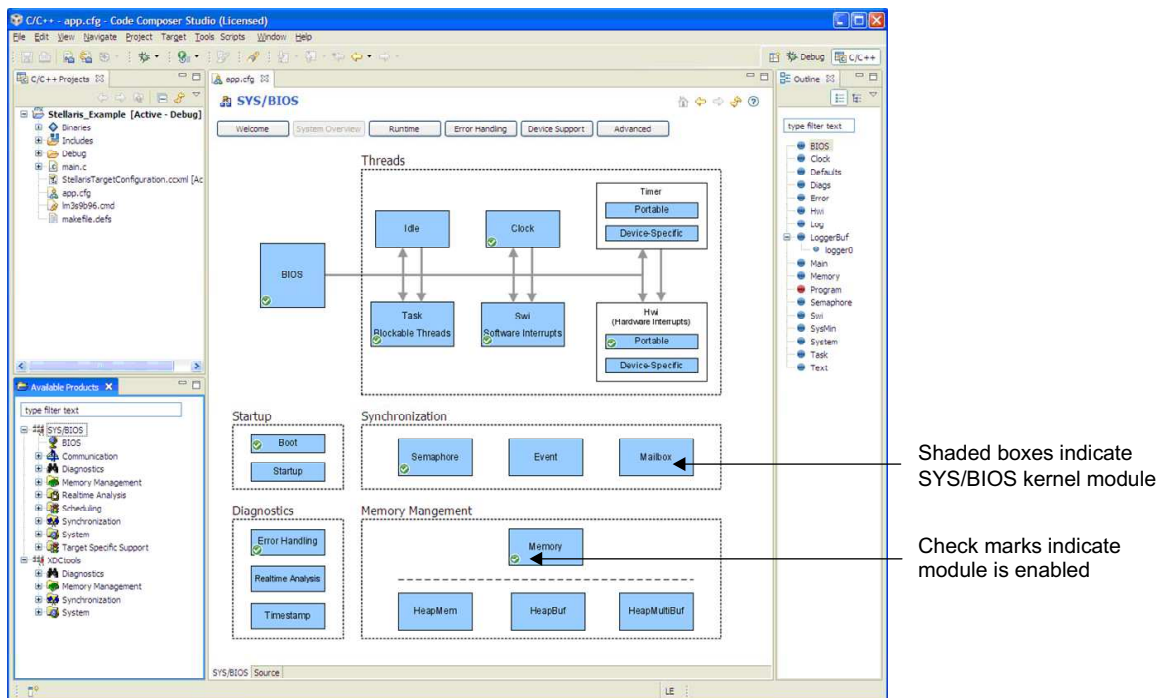 C/C++ - app.cfg - Code Composer Studio (Licensed)
File Edit View Navigate Project Target Tools Scripts Window Help
Debug C/C++
C/C++ Projects
Stellaris_Example [Active - Debug]
Binaries
Includes
Debug
main.c
StellarisTargetConfiguration.ccxml [Ac
app.cfg
lm3s9b96.cmd
makefile.defs
Available Products
type filter text
SYS/BIOS
BIOS
Communication
Diagnostics
Memory Management
Realtime Analysis
Scheduling
Synchronization
System
Target Specific Support
XDCtools
Diagnostics
Memory Management
Synchronization
System
app.cfg
SYS/BIOS
Welcome System Overview Runtime Error Handling Device Support Advanced
Threads
BIOS
Idle
Clock
Timer
Portable
Device-Specific
Task
Blockable Threads
Swi
Software Interrupts
Hwi
(Hardware Interrupts)
Portable
Device-Specific
Startup
Boot
Startup
Synchronization
Semaphore
Event
Mailbox
Diagnostics
Error Handling
Realtime Analysis
Timestamp
Memory Mangement
Memory
HeapMem
HeapBuf
HeapMultiBuf
SYS/BIOS Source
LE
Outline
type filter text
BIOS
Clock
Defaults
Diags
Error
Hwi
Log
LoggerBuf
logger0
Main
Memory
Program
Semaphore
Swi
SysMin
System
Task
Text
Shaded boxes indicate
SYS/BIOS kernel module
Check marks indicate
module is enabled